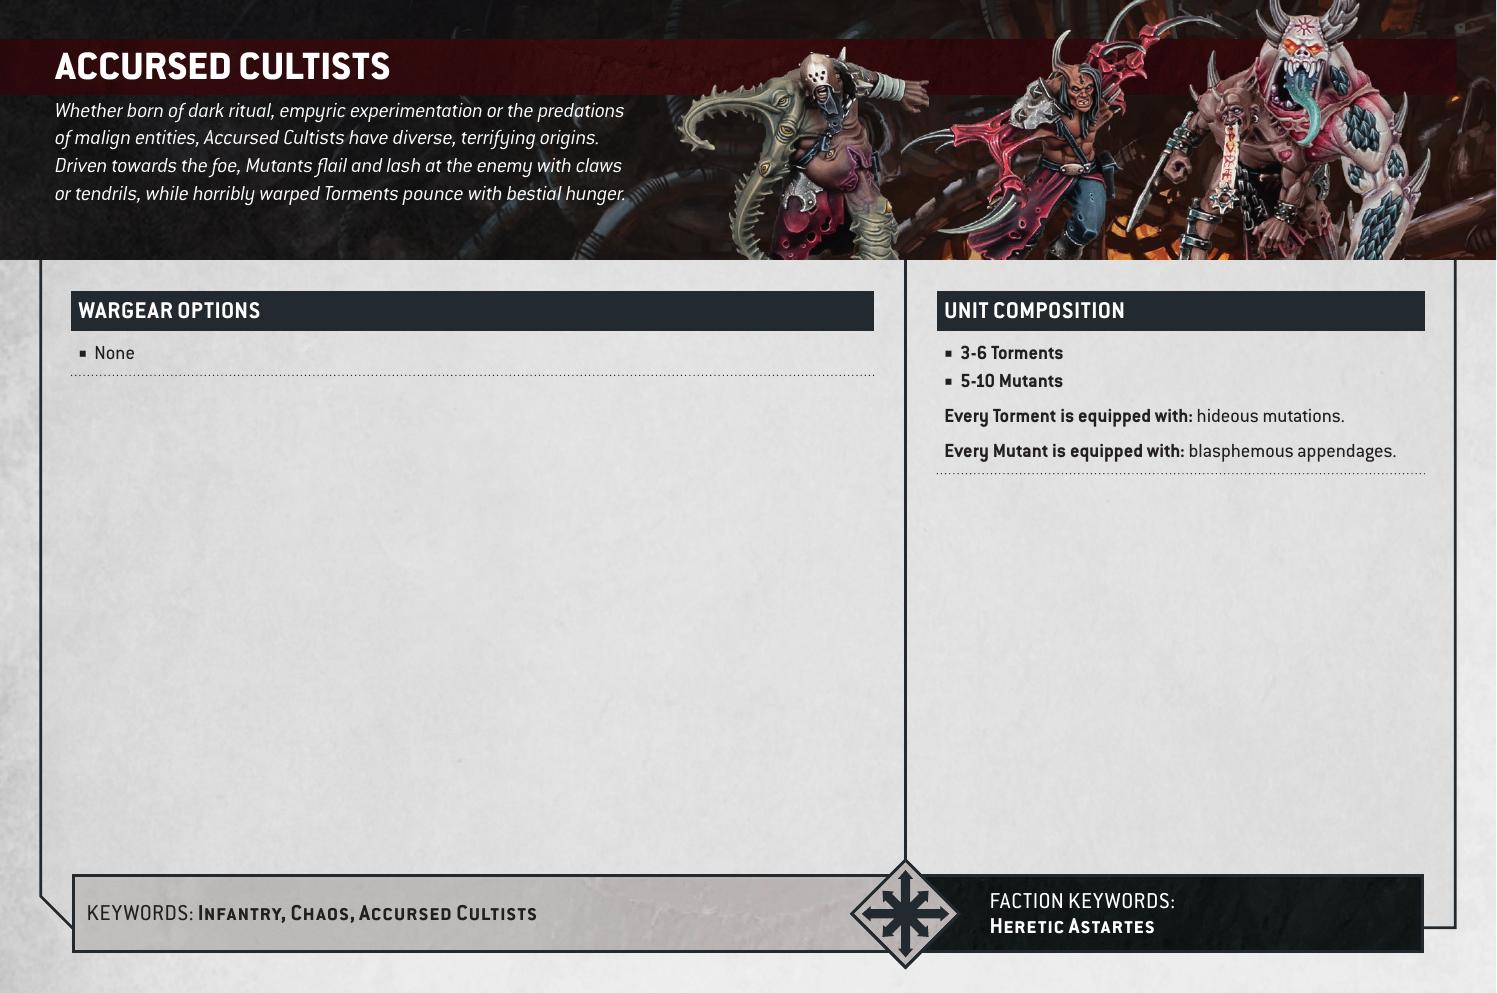 ACCURSED CULTISTS
Whether born of dark ritual, empyric experimentation or the predations
of malign entities, Accursed Cultists have diverse, terrifying origins.
Driven towards the foe, Mutants flail and lash at the enemy with claws
or tendrils, while horribly warped Torments pounce with bestial hunger.
WARGEAR OPTIONS
▪ None
UNIT COMPOSITION
▪ 3-6 Torments
▪ 5-10 Mutants
Every Torment is equipped with: hideous mutations.
Every Mutant is equipped with: blasphemous appendages.
KEYWORDS: Infantry, Chaos, Accursed Cultists
FACTION KEYWORDS:
Heretic Astartes